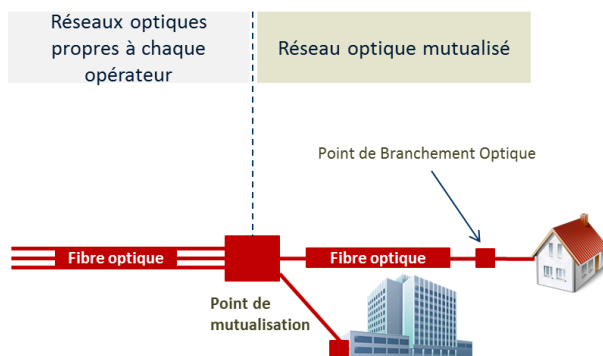 Réseaux optiques
propres à chaque
opérateur
Réseau optique mutualisé
Point de Branchement Optique
Fibre optique
Fibre optique
Point de
mutualisation